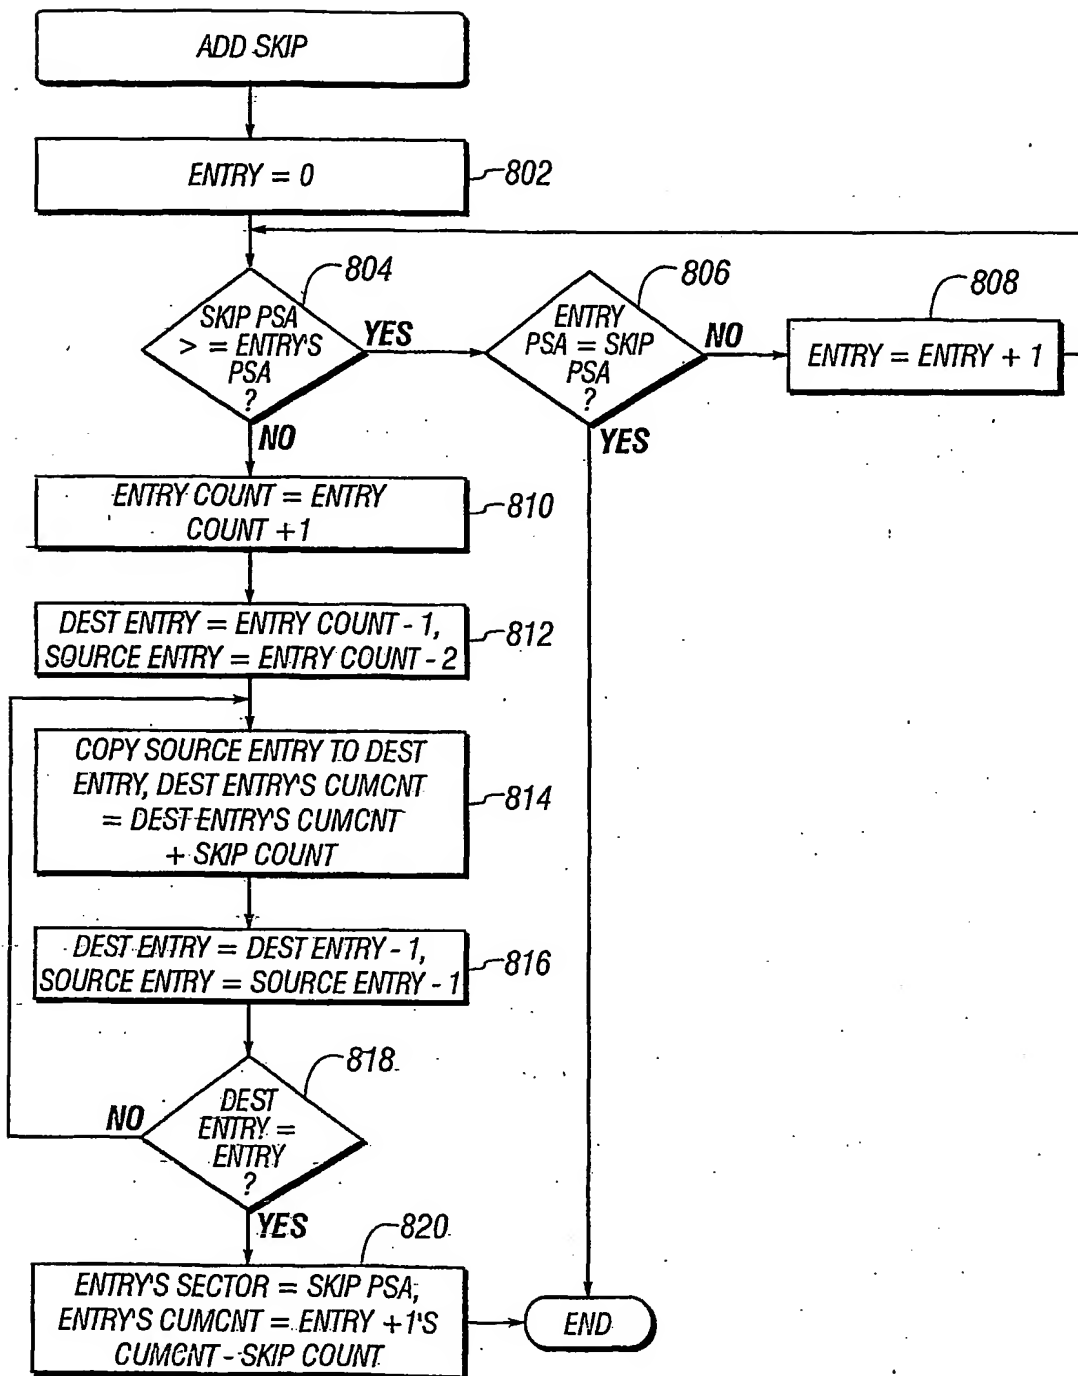 ADD SKIP
ENTRY = 0
802
804
SKIP PSA
> = ENTRY'S
PSA
?
YES
NO
806
ENTRY
PSA = SKIP
PSA
?
NO
YES
808
ENTRY = ENTRY + 1
ENTRY COUNT = ENTRY
COUNT +1
810
DEST ENTRY = ENTRY COUNT - 1,
SOURCE ENTRY = ENTRY COUNT - 2
812
COPY SOURCE ENTRY TO DEST
ENTRY, DEST ENTRY'S CUMCNT
= DEST ENTRY'S CUMCNT
+ SKIP COUNT
814
DEST ENTRY = DEST ENTRY - 1,
SOURCE ENTRY = SOURCE ENTRY - 1
816
818
DEST
ENTRY =
ENTRY
?
NO
YES
820
ENTRY'S SECTOR = SKIP PSA;
ENTRY'S CUMCNT = ENTRY +1'S
CUMCNT - SKIP COUNT
END